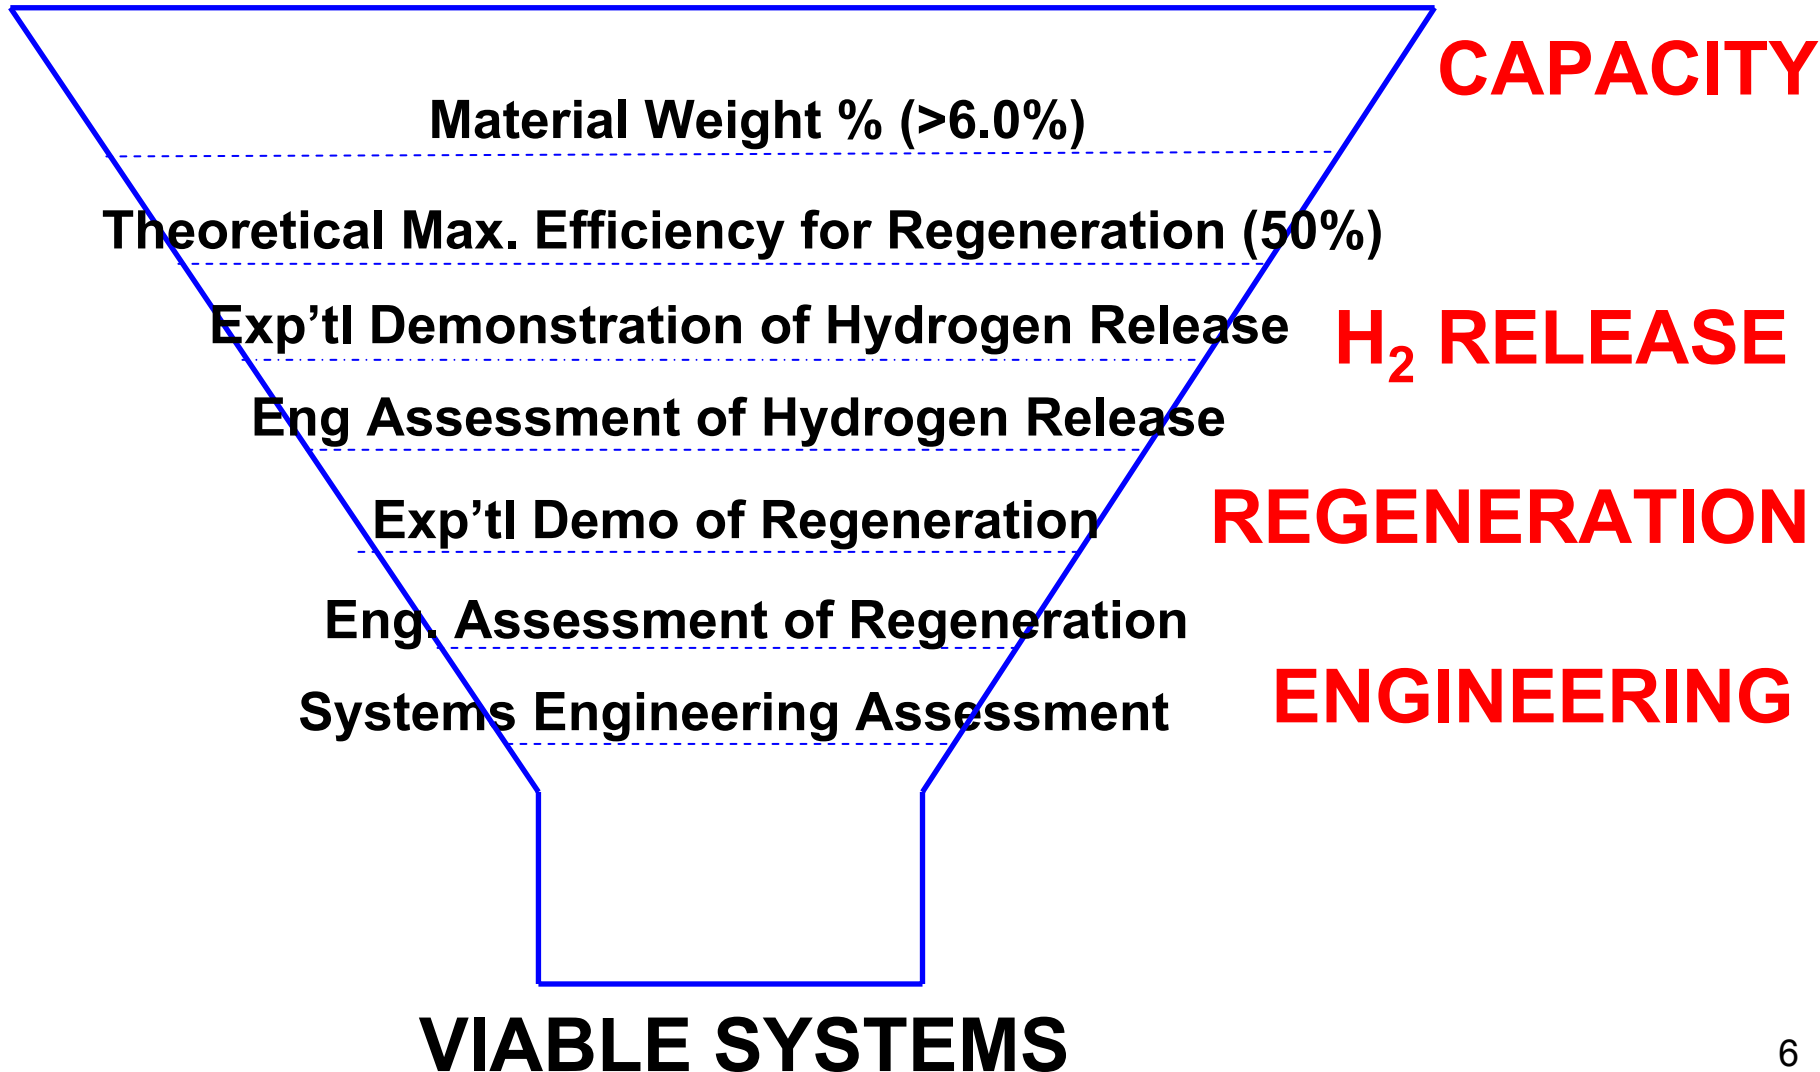 CAPACITY
Material Weight % (>6.0%)
Theoretical Max. Efficiency for Regeneration (50%)
Exp’tl Demonstration of Hydrogen Release
H₂ RELEASE
Eng Assessment of Hydrogen Release
Exp’tl Demo of Regeneration
REGENERATION
Eng. Assessment of Regeneration
Systems Engineering Assessment
ENGINEERING
VIABLE SYSTEMS
6